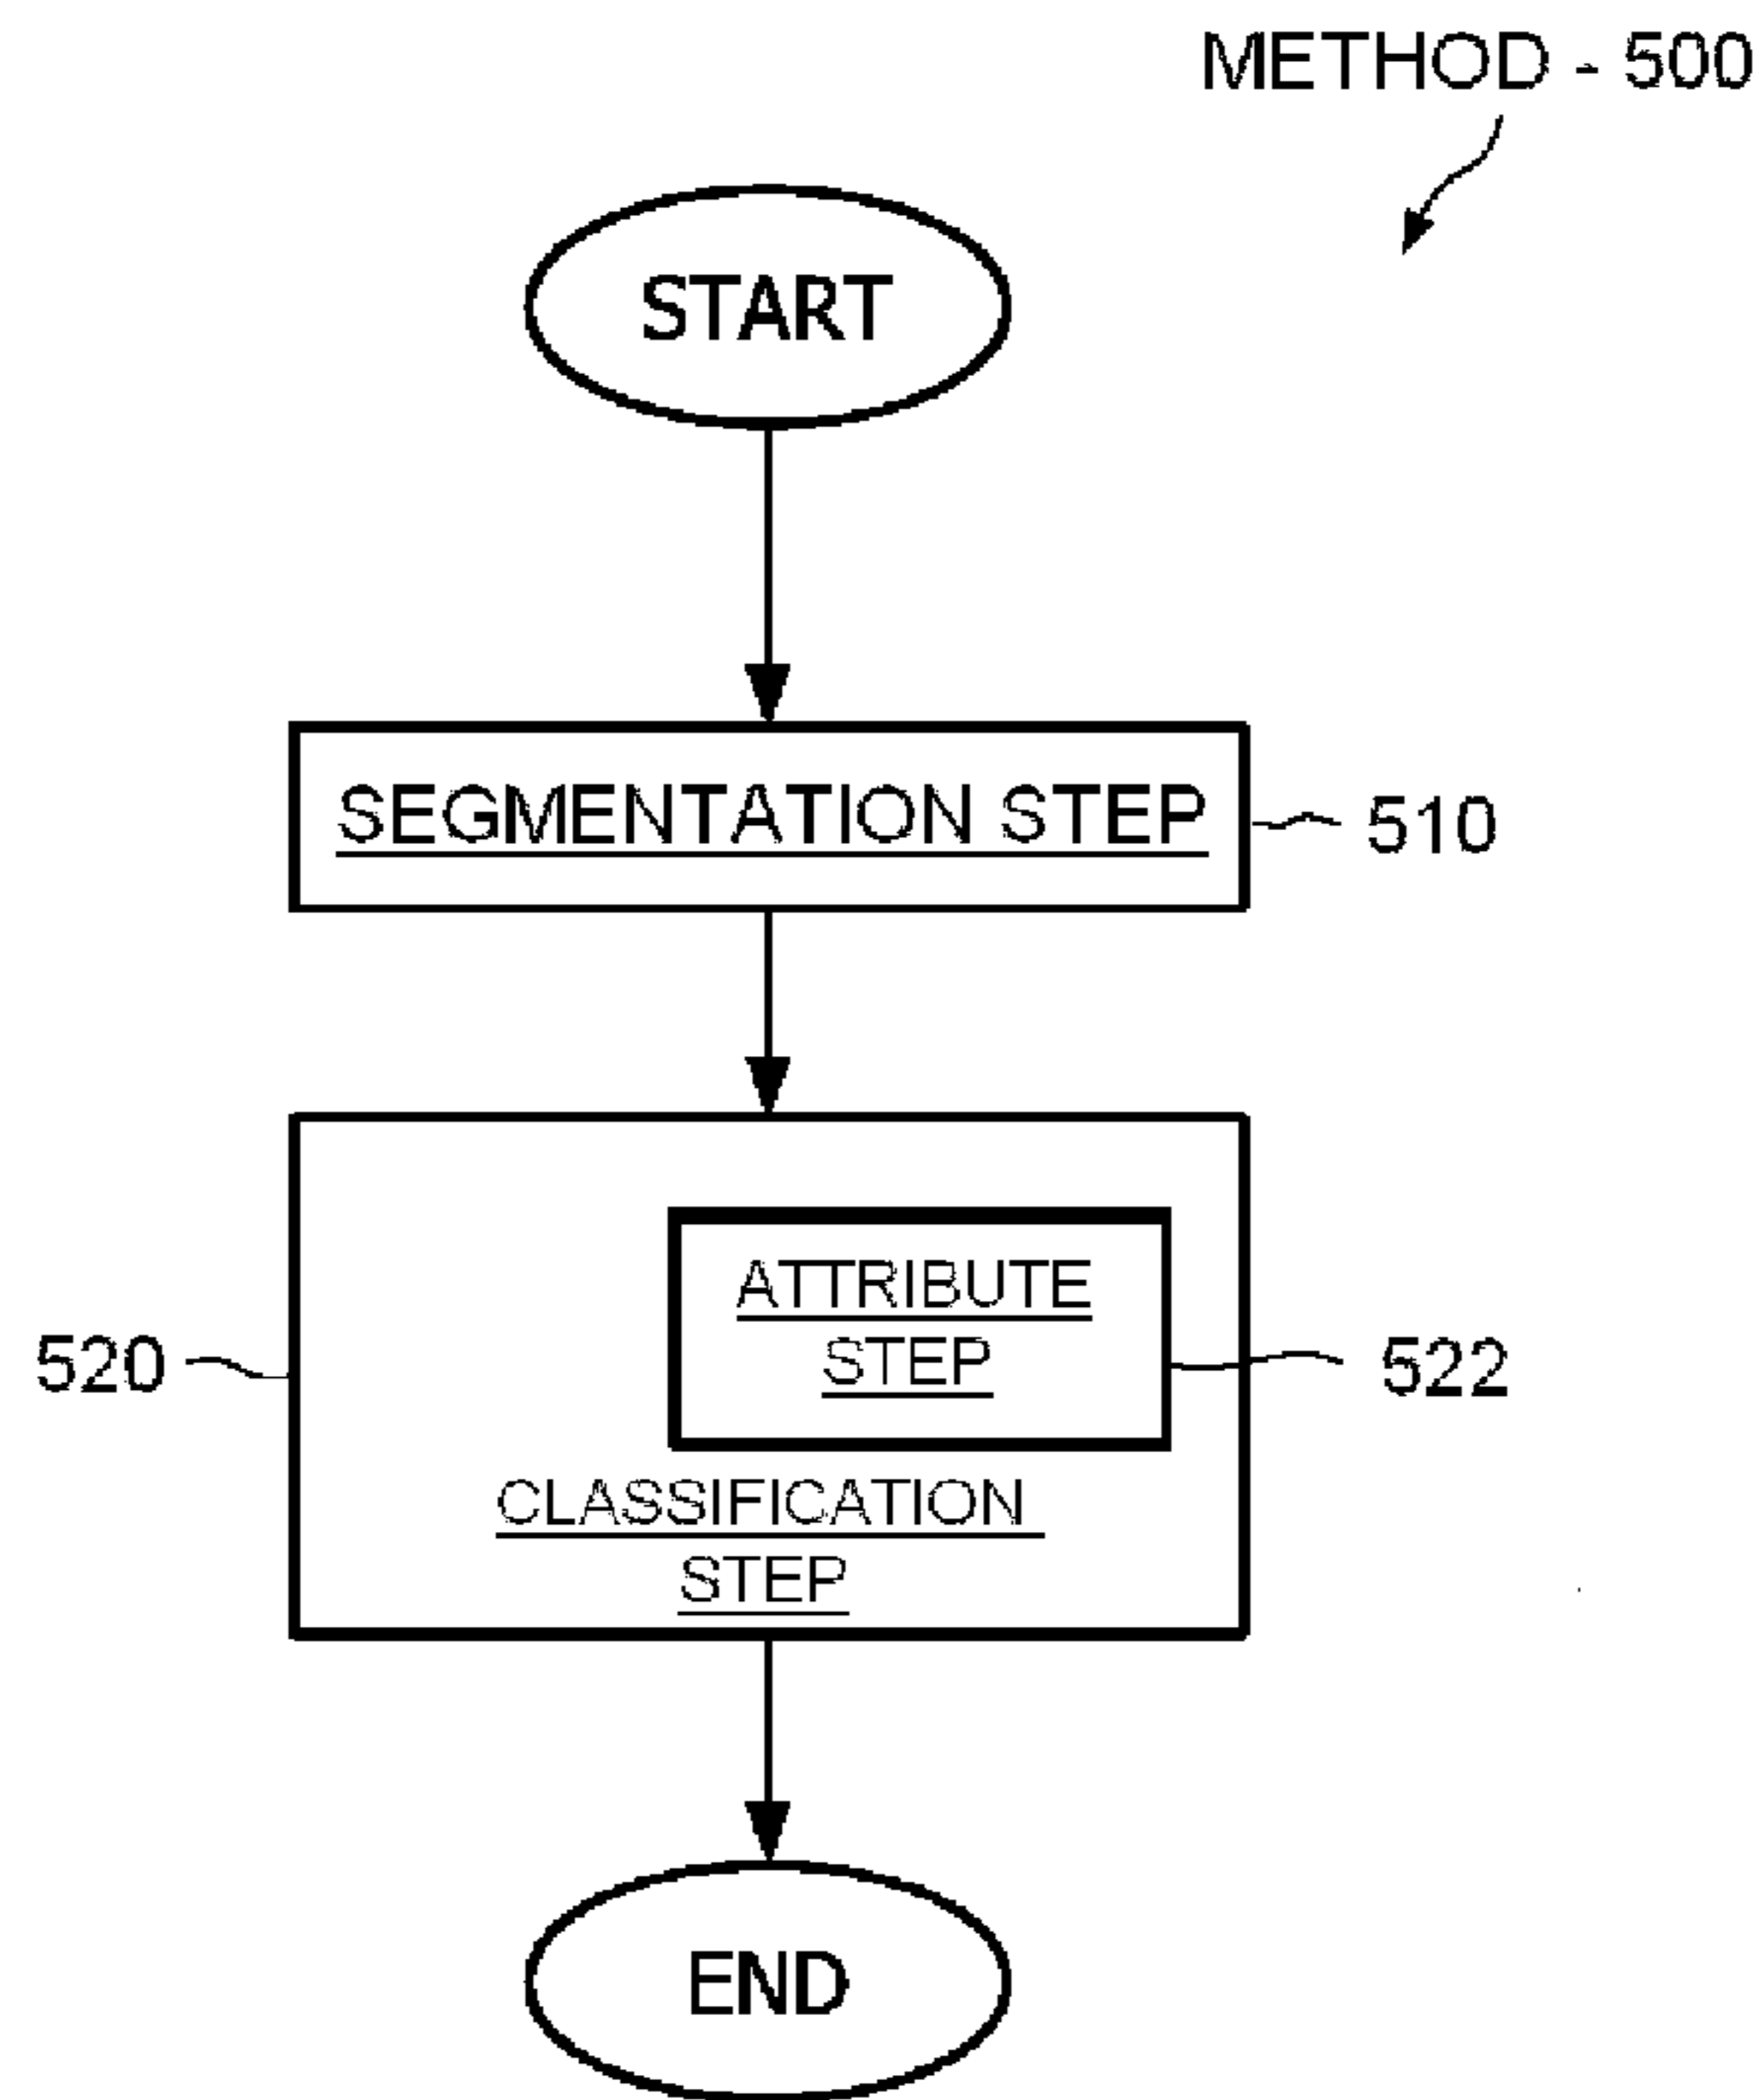 METHOD - 500
START
SEGMENTATION STEP
510
ATTRIBUTE
STEP
520
522
CLASSIFICATION
STEP
END